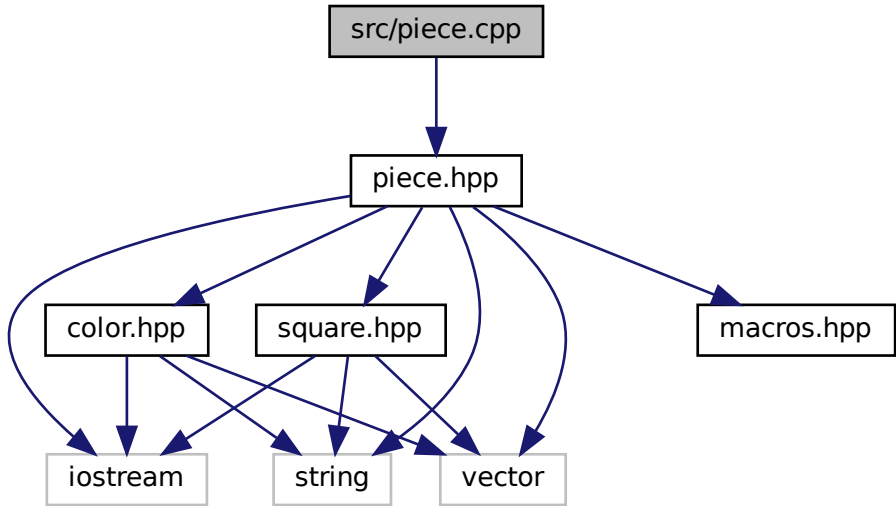 src/piece.cpp
piece.hpp
color.hpp
square.hpp
macros.hpp
iostream
string
vector